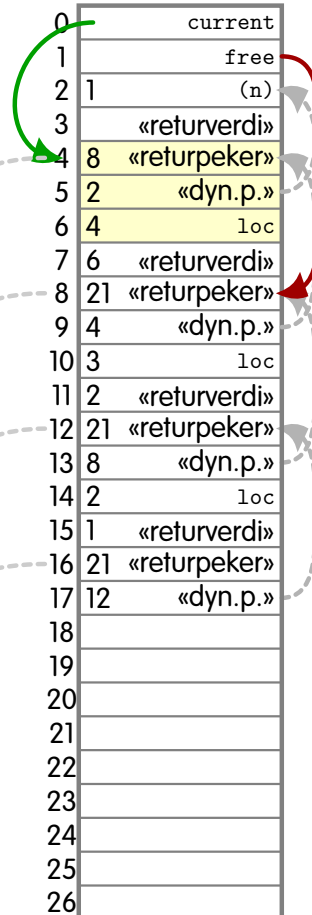 0 current
1 free
2 1 (n)
3 «returverdi»
4 8 «returpeker»
5 2 «dyn.p.»
6 4 loc
7 6 «returverdi»
8 21 «returpeker»
9 4 «dyn.p.»
10 3 loc
11 2 «returverdi»
12 21 «returpeker»
13 8 «dyn.p.»
14 2 loc
15 1 «returverdi»
16 21 «returpeker»
17 12 «dyn.p.»
18
19
20
21
22
23
24
25
26